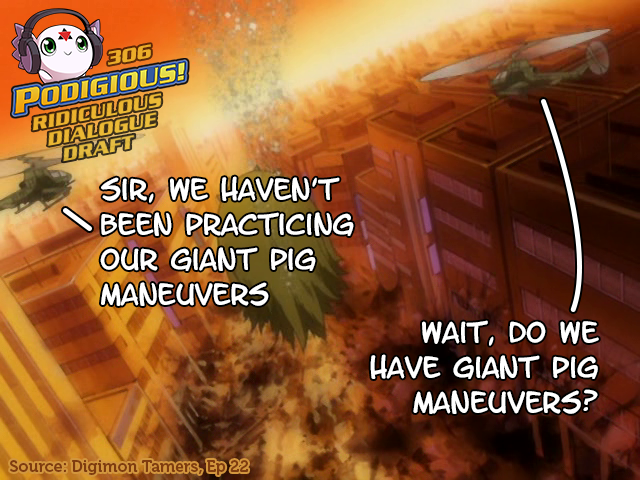 306
PODIGIOUS!
RIDICULOUS
DIALOGUE
DRAFT
SIR, WE HAVEN'T
BEEN PRACTICING
OUR GIANT PIG
MANEUVERS
WAIT, DO WE
HAVE GIANT PIG
MANEUVERS?
Source: Digimon Tamers, Ep 22